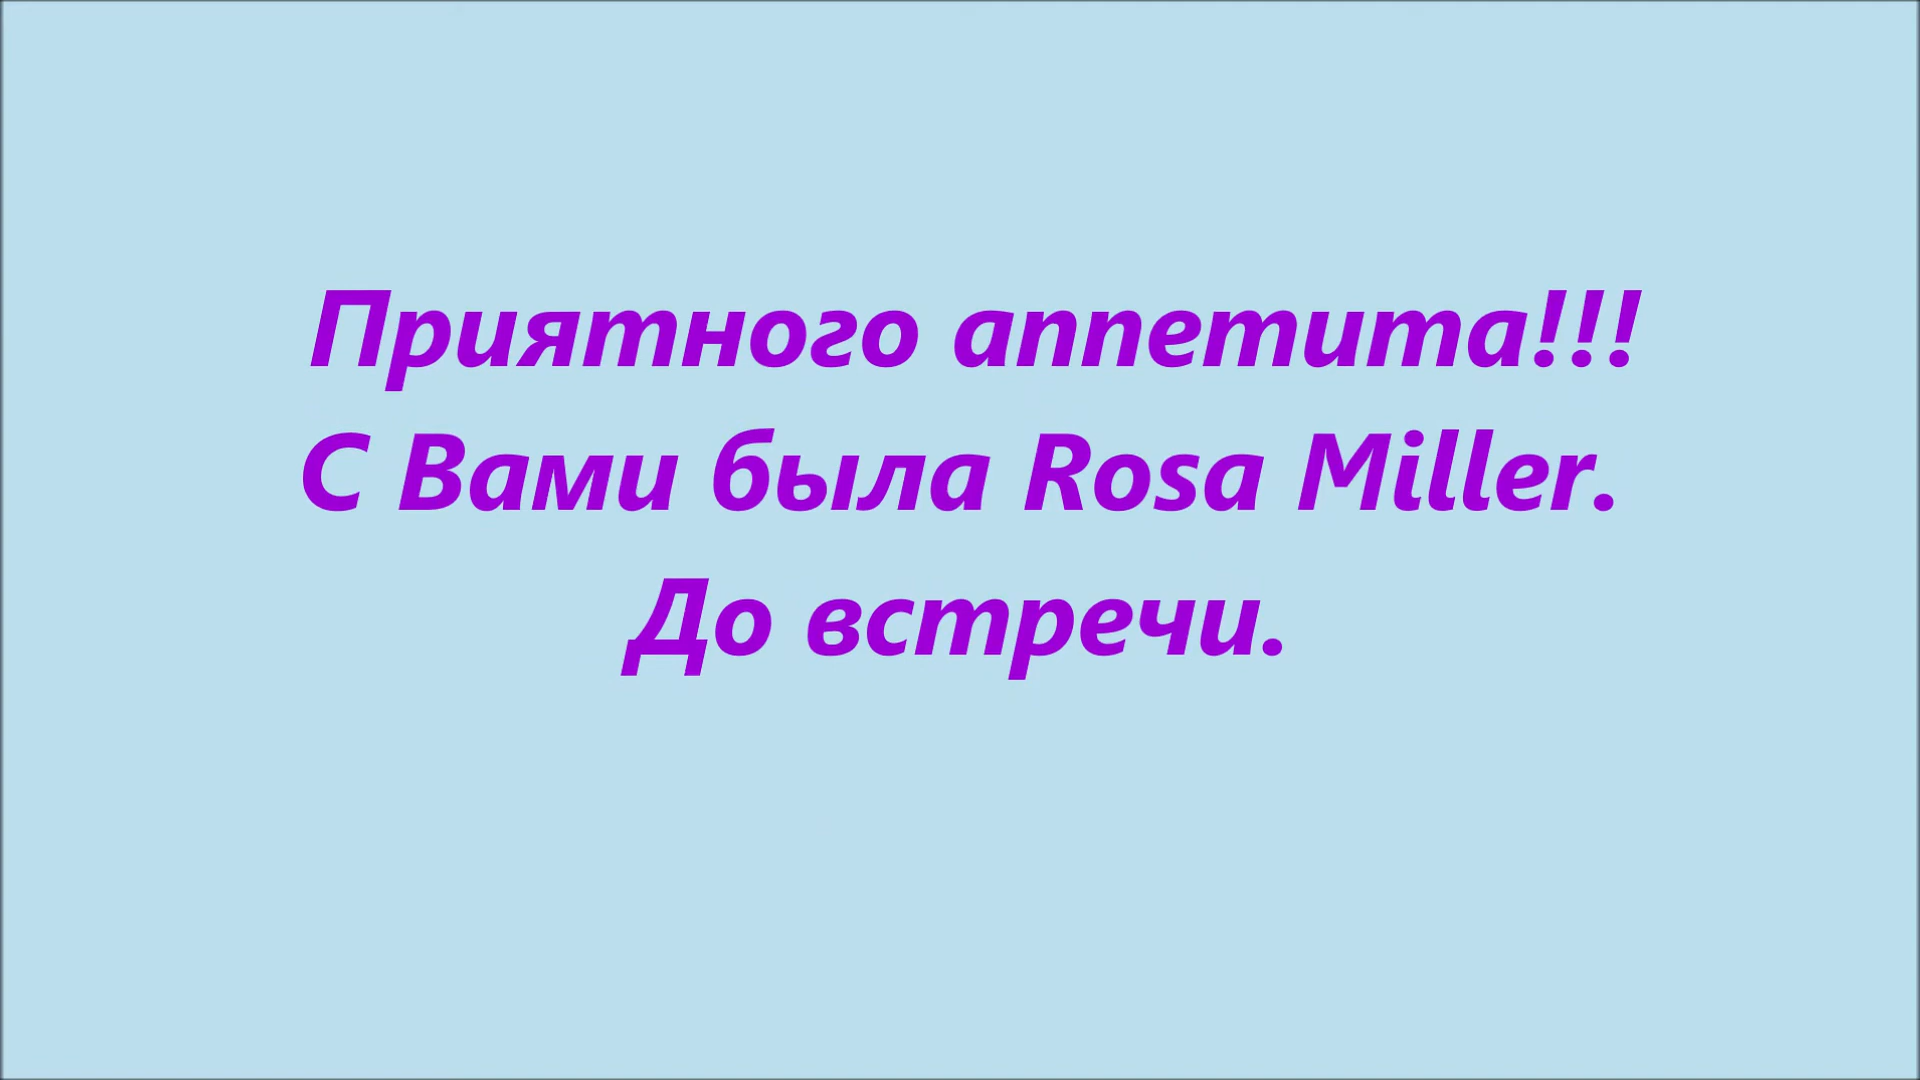 Приятного аппетита!!!
С Вами была Rosa Miller.
До встречи.